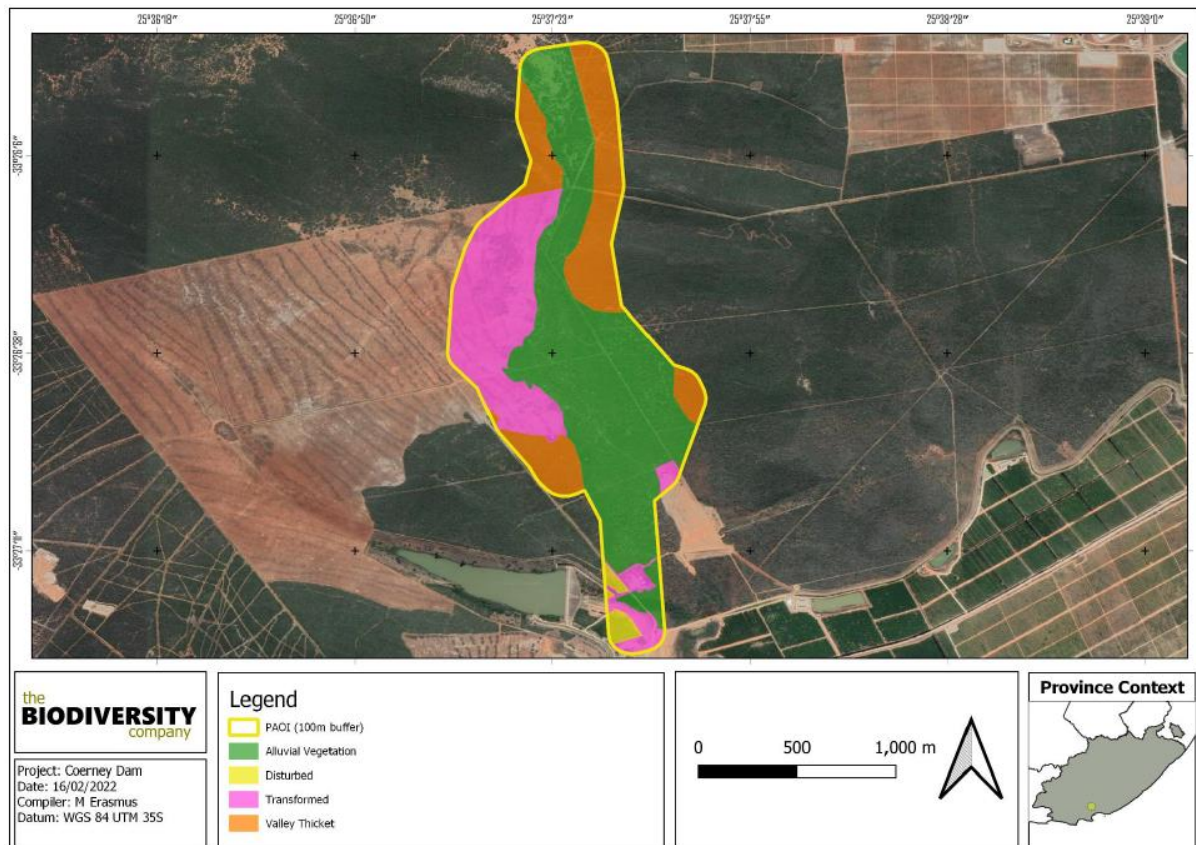 25°36'18" 25°36'50" 25°37'23" 25°37'55" 25°38'28" 25°39'0"
-33°26'6"
-33°26'38"
-33°27'11"
the
BIODIVERSITY
company
Project: Coerney Dam
Date: 16/02/2022
Compiler: M Erasmus
Datum: WGS 84 UTM 35S
Legend
PAOI (100m buffer)
Alluvial Vegetation
Disturbed
Transformed
Valley Thicket
0 500 1,000 m
Province Context